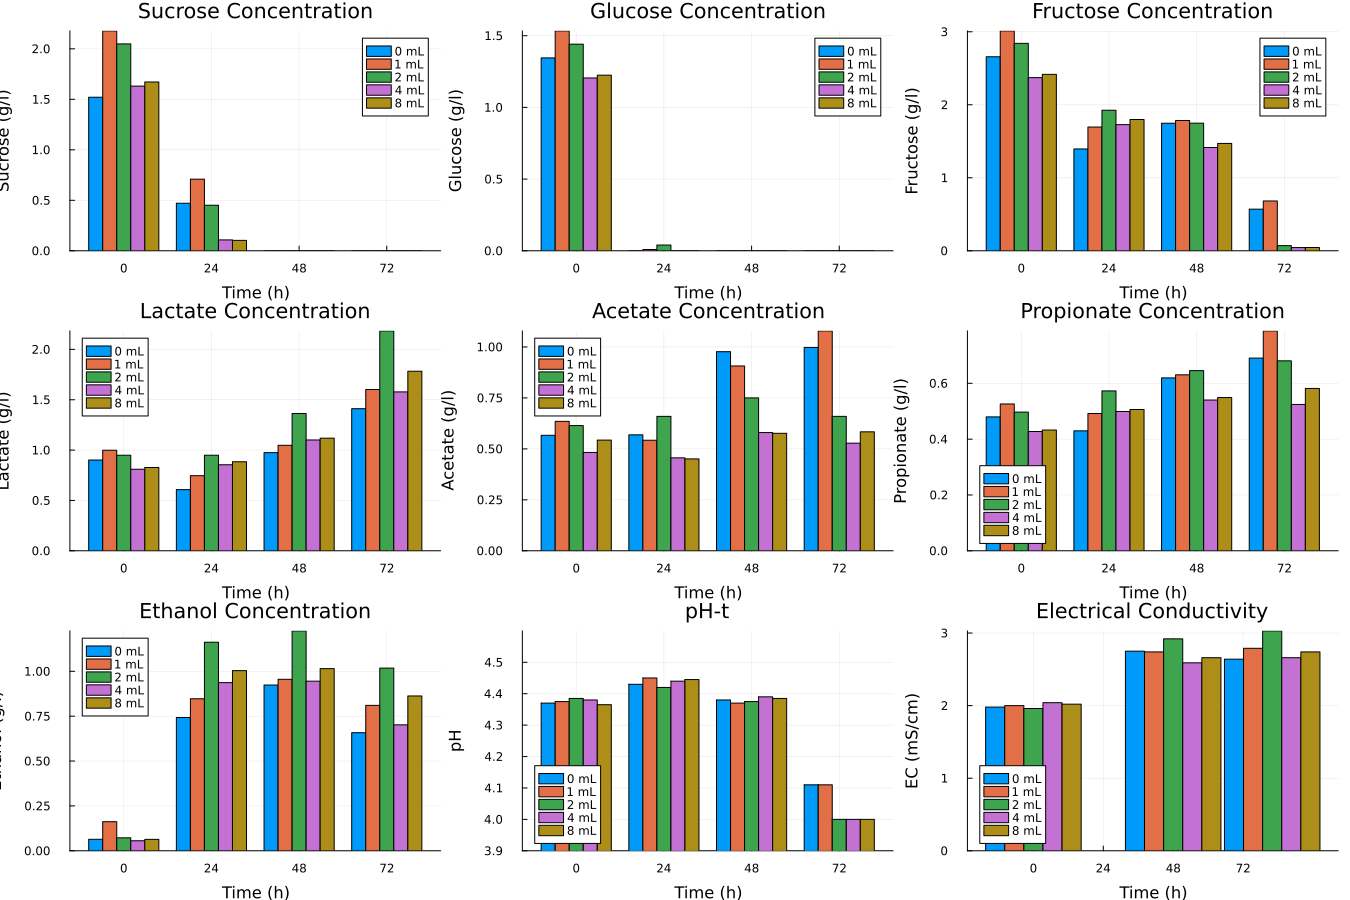 Sucrose Concentration
Sucrose (g/l)
2.0
1.5
1.0
0.5
0.0
0 mL
1 mL
2 mL
4 mL
8 mL
0 24 48 72
Time (h)
Glucose Concentration
Glucose (g/l)
1.5
1.0
0.5
0.0
0 mL
1 mL
2 mL
4 mL
8 mL
0 24 48 72
Time (h)
Fructose Concentration
Fructose (g/l)
3
2
1
0
0 mL
1 mL
2 mL
4 mL
8 mL
0 24 48 72
Time (h)
Lactate Concentration
Lactate (g/l)
2.0
1.5
1.0
0.5
0.0
0 mL
1 mL
2 mL
4 mL
8 mL
0 24 48 72
Time (h)
Acetate Concentration
Acetate (g/l)
1.00
0.75
0.50
0.25
0.00
0 mL
1 mL
2 mL
4 mL
8 mL
0 24 48 72
Time (h)
Propionate Concentration
Propionate (g/l)
0.6
0.4
0.2
0.0
0 mL
1 mL
2 mL
4 mL
8 mL
0 24 48 72
Time (h)
Ethanol Concentration
1.00
0.75
0.50
0.25
0.00
0 mL
1 mL
2 mL
4 mL
8 mL
0 24 48 72
Time (h)
pH-t
pH
4.5
4.4
4.3
4.2
4.1
4.0
3.9
0 mL
1 mL
2 mL
4 mL
8 mL
0 24 48 72
Time (h)
Electrical Conductivity
EC (mS/cm)
3
2
1
0
0 mL
1 mL
2 mL
4 mL
8 mL
0 24 48 72
Time (h)